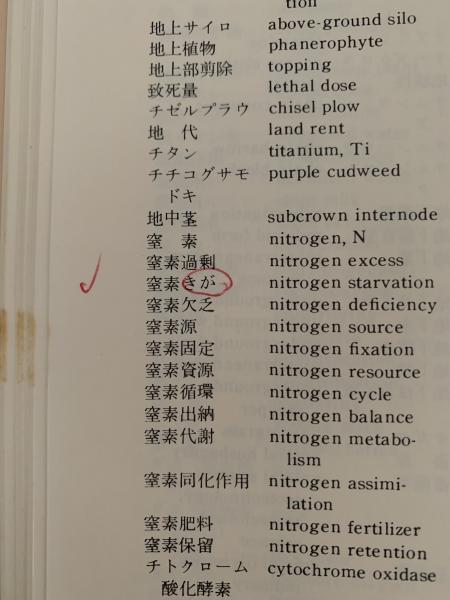 tion
地上サイロ above-ground silo
地上植物 phanerophyte
地上部剪除 topping
致死量 lethal dose
チゼルプラウ chisel plow
地 代 land rent
チタン titanium, Ti
チチコグサモ purple cudweed
ドキ
地中茎 subcrown internode
窒 素 nitrogen, N
窒素過剰 nitrogen excess
窒素きが nitrogen starvation
窒素欠乏 nitrogen deficiency
窒素源 nitrogen source
窒素固定 nitrogen fixation
窒素資源 nitrogen resource
窒素循環 nitrogen cycle
窒素出納 nitrogen balance
窒素代謝 nitrogen metabo-
lism
窒素同化作用 nitrogen assimi-
lation
窒素肥料 nitrogen fertilizer
窒素保留 nitrogen retention
チトクローム cytochrome oxidase
酸化酵素